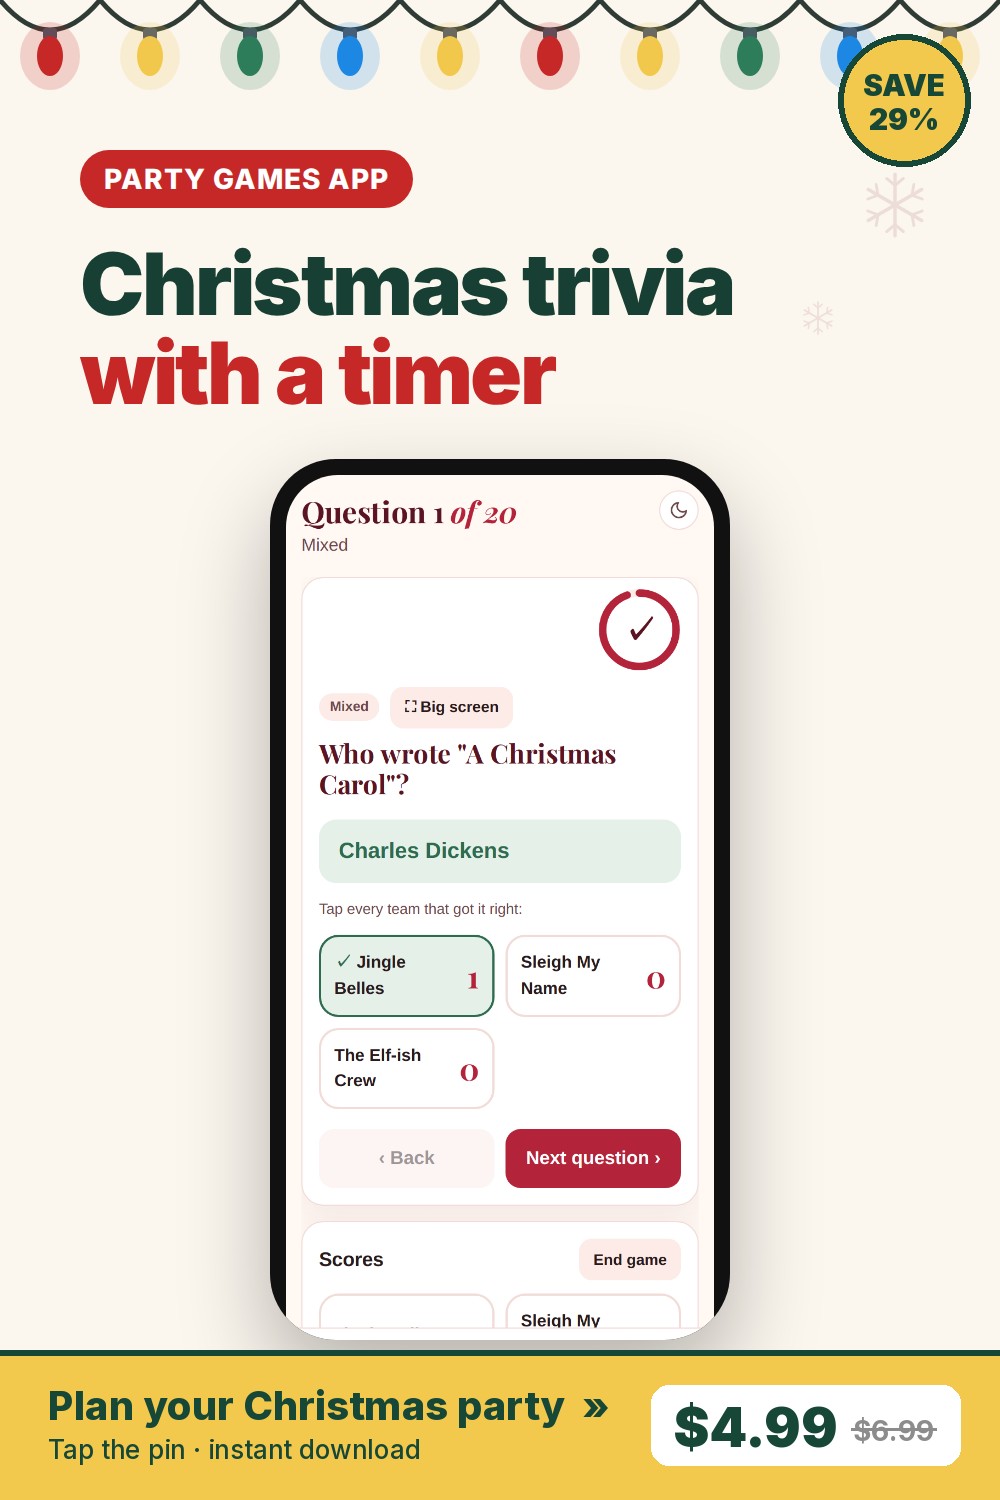 SAVE
29%
PARTY GAMES APP
Christmas trivia
with a timer
Question 1 of 20
Mixed
✓
Mixed
Big screen
Who wrote "A Christmas
Carol"?
Charles Dickens
Tap every team that got it right:
✓ Jingle
Belles
1
Sleigh My
Name
0
The Elf-ish
Crew
0
‹ Back
Next question ›
Scores
End game
Sleigh My
Plan your Christmas party »
Tap the pin · instant download
$4.99 $6.99